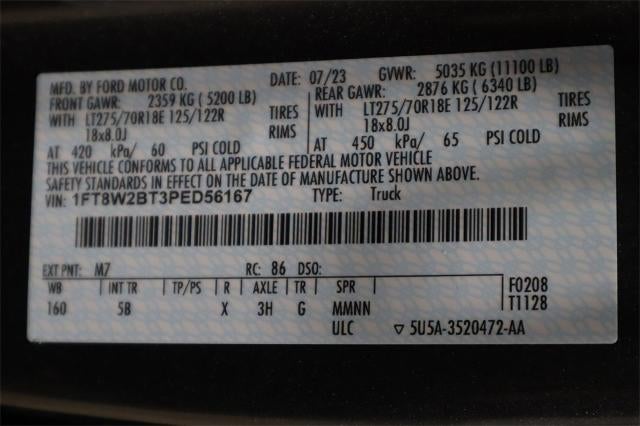 MFD. BY FORD MOTOR CO. DATE: 07/23 GVWR: 5035 KG (11100 LB)
FRONT GAWR: 2359 KG (5200 LB) REAR GAWR: 2876 KG (6340 LB)
WITH LT275/70R18E 125/122R TIRES WITH LT275/70R18E 125/122R TIRES
18x8.0J RIMS 18x8.0J RIMS
AT 420 kPa/ 60 PSI COLD AT 450 kPa/ 65 PSI COLD
THIS VEHICLE CONFORMS TO ALL APPLICABLE FEDERAL MOTOR VEHICLE
SAFETY STANDARDS IN EFFECT ON THE DATE OF MANUFACTURE SHOWN ABOVE.
VIN: 1FT8W2BT3PED56167 TYPE: Truck
EXT PNT: M7 RC: 86 DSO:
WB INT TR TP/PS R AXLE TR SPR F0208
160 5B X 3H G MMNN T1128
ULC ▽ 5U5A-3520472-AA